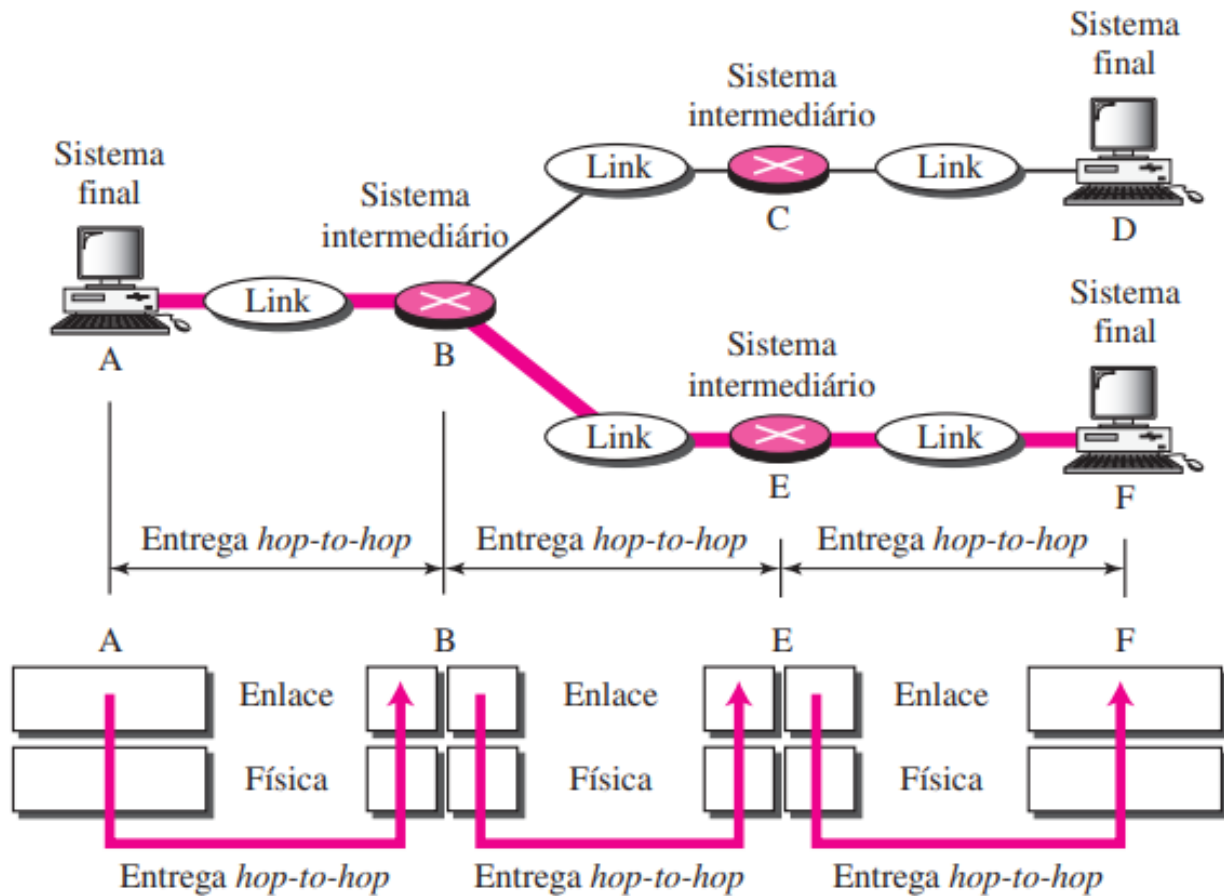 Sistema
final
Sistema
intermediário
Link
Link
C
D
Sistema
final
Sistema
intermediário
Link
A
B
Sistema
final
Sistema
intermediário
Link
Link
E
F
Entrega hop-to-hop
Entrega hop-to-hop
Entrega hop-to-hop
A
B
E
F
Enlace
Enlace
Enlace
Física
Física
Física
Entrega hop-to-hop
Entrega hop-to-hop
Entrega hop-to-hop